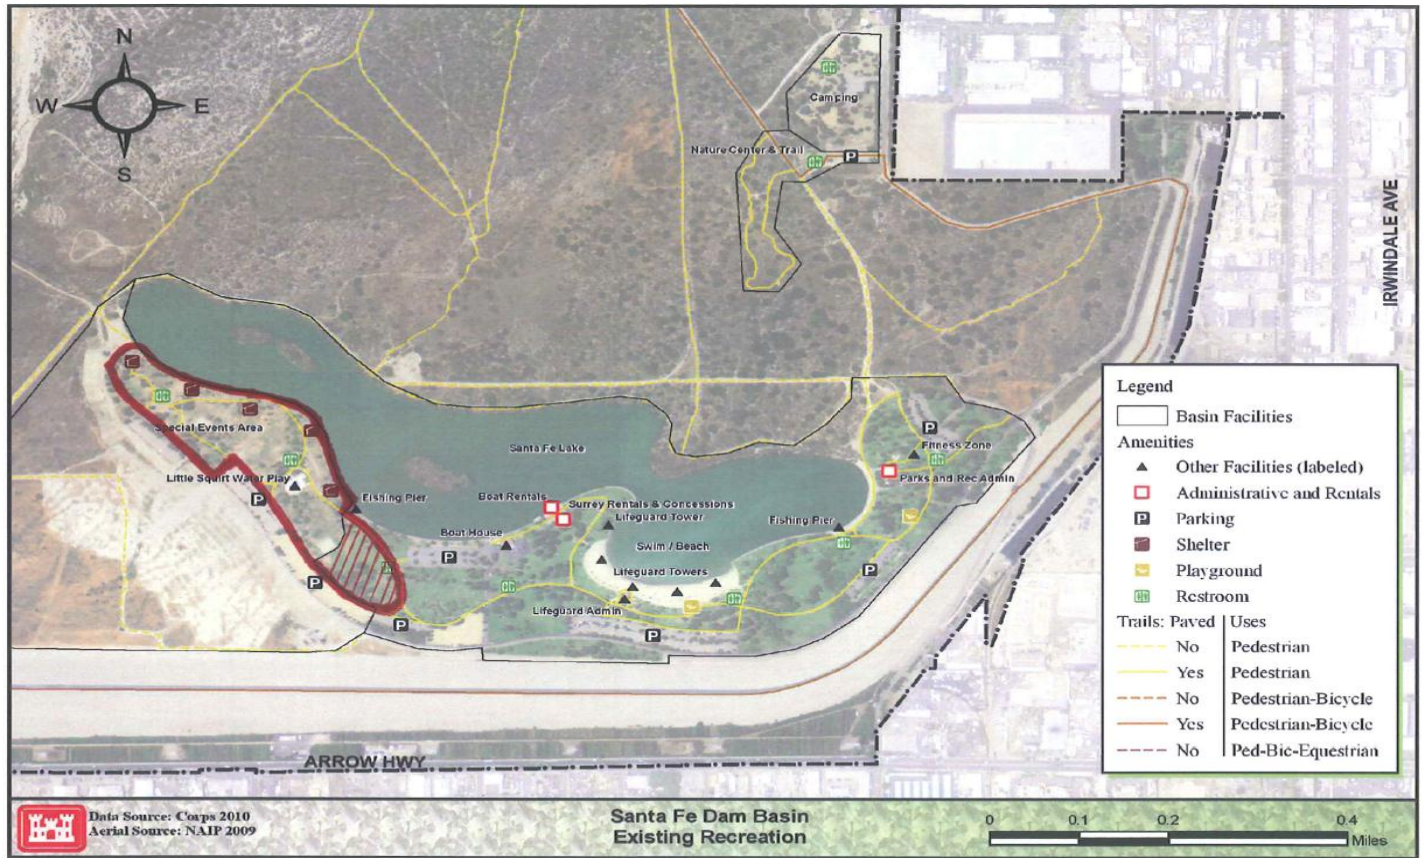 N
W
E
S
Camping
Nature Center & Trail
P
IRWINDALE AVE
Special Events Area
Little Squirt Water Play
P
Fishing Pier
Santa Fe Lake
Boat Rentals
Surrey Rentals & Concessions
Lifeguard Tower
Boat House
P
Swim / Beach
Lifeguard Towers
Lifeguard Admin
Fishing Pier
P
Fitness Zone
Parks and Rec Admin
P
P
P
P
ARROW HWY
Legend
Basin Facilities
Amenities
Other Facilities (labeled)
Administrative and Rentals
P Parking
Shelter
Playground
Restroom
Trails: Paved Uses
No Pedestrian
Yes Pedestrian
No Pedestrian-Bicycle
Yes Pedestrian-Bicycle
No Ped-Bic-Equestrian
Data Source: Corps 2010
Aerial Source: NAIP 2009
Santa Fe Dam Basin
Existing Recreation
0 0.1 0.2 0.4
Miles